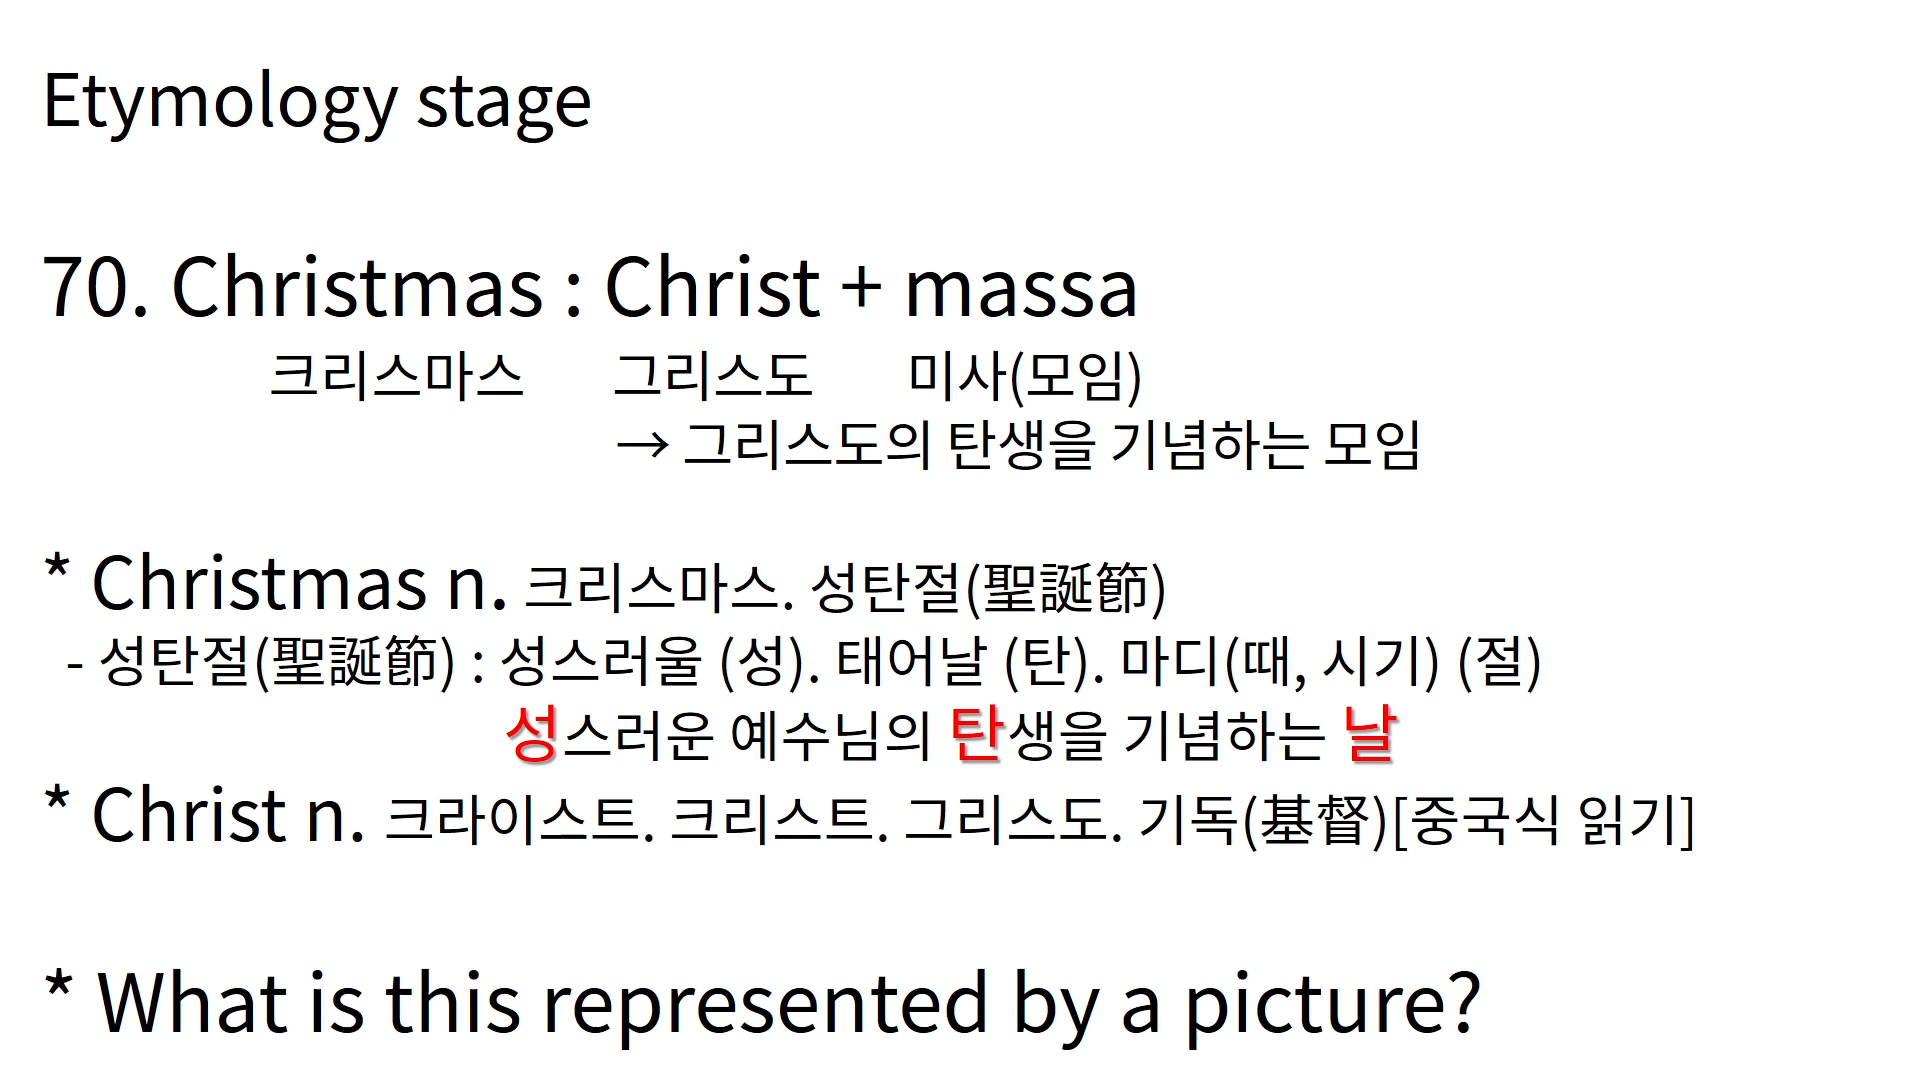 Etymology stage
70. Christmas : Christ + massa
크리스마스 그리스도 미사(모임)
→ 그리스도의 탄생을 기념하는 모임
* Christmas n. 크리스마스. 성탄절(聖誕節)
- 성탄절(聖誕節) : 성스러울 (성). 태어날 (탄). 마디(때, 시기) (절)
성스러운 예수님의 탄생을 기념하는 날
* Christ n. 크라이스트. 크리스트. 그리스도. 기독(基督)[중국식 읽기]
* What is this represented by a picture?